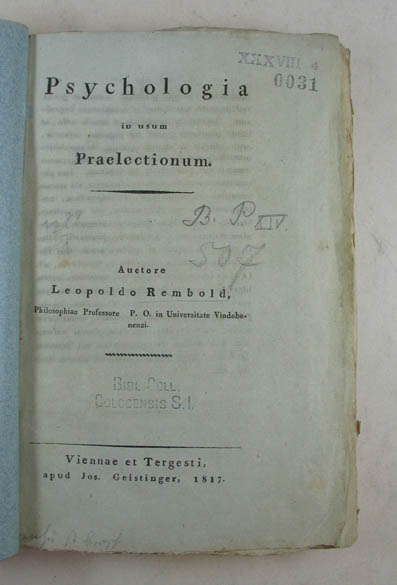 XXXVIII 4
0031
Psychologia
in usum
Praelectionum.
B. P. XIV.
507
Auctore
Leopoldo Rembold,
Philosophiae Professore P. O. in Universitate Vindobo-
nensi.
BIBL. COLL.
COLOCENSIS S.I.
Viennae et Tergesti,
apud Jos. Geistinger, 1817.